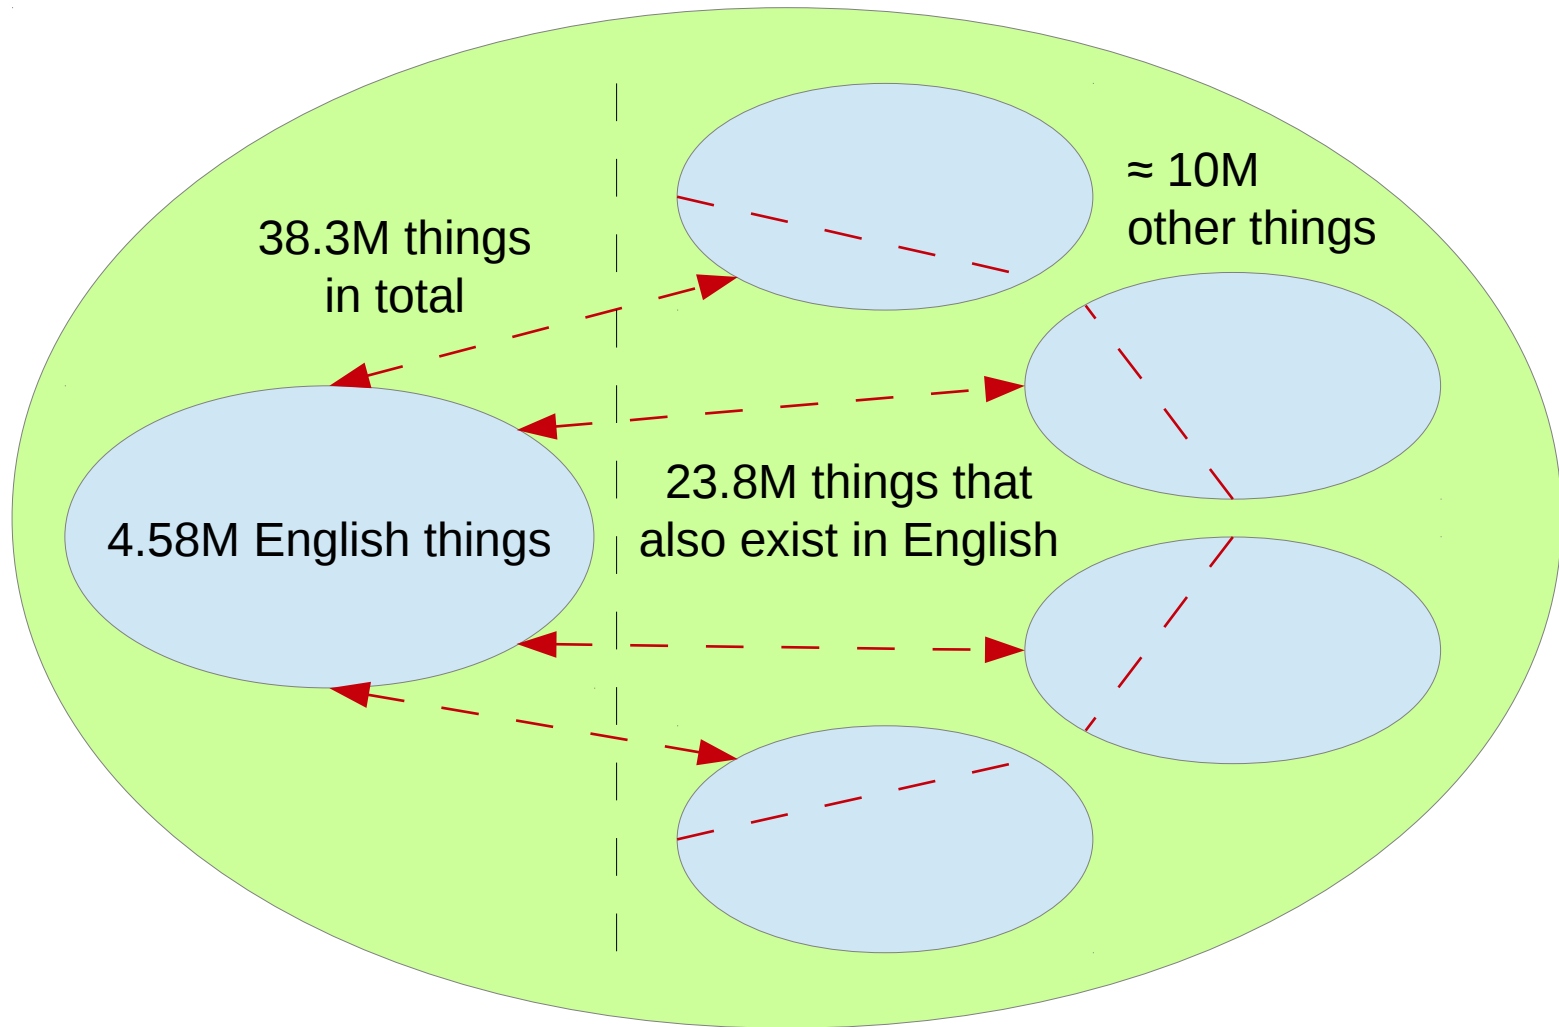 38.3M things
in total
≈ 10M
other things
4.58M English things
23.8M things that
also exist in English